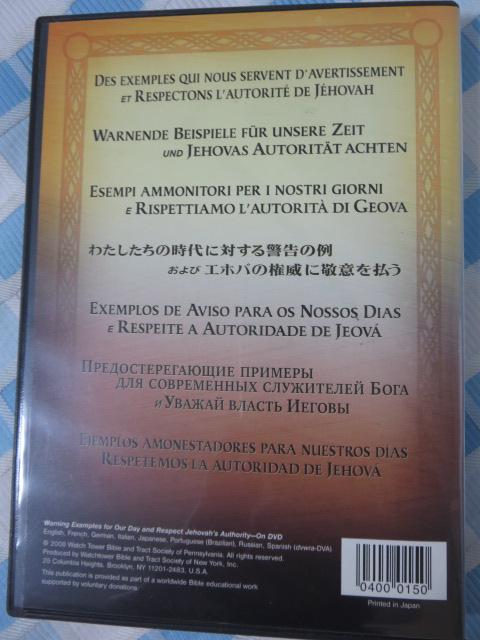 DES EXEMPLES QUI NOUS SERVENT D'AVERTISSEMENT
ET RESPECTONS L'AUTORITÉ DE JÉHOVAH
WARNENDE BEISPIELE FÜR UNSERE ZEIT
UND JEHOVAS AUTORITÄT ACHTEN
ESEMPI AMMONITORI PER I NOSTRI GIORNI
E RISPETTIAMO L'AUTORITÀ DI GEOVA
わたしたちの時代に対する警告の例
および エホバの権威に敬意を払う
EXEMPLOS DE AVISO PARA OS NOSSOS DIAS
E RESPEITE A AUTORIDADE DE JEOVÁ
ПРЕДОСТЕРЕГАЮЩИЕ ПРИМЕРЫ
ДЛЯ СОВРЕМЕННЫХ СЛУЖИТЕЛЕЙ БОГА
И УВАЖАЙ ВЛАСТЬ ИЕГОВЫ
EJEMPLOS AMONESTADORES PARA NUESTROS DÍAS
RESPETEMOS LA AUTORIDAD DE JEHOVÁ
Warning Examples for Our Day and Respect Jehovah's Authority—On DVD
English, French, German, Italian, Japanese, Portuguese (Brazilian), Russian, Spanish (dvwra-DVA)
© 2008 Watch Tower Bible and Tract Society of Pennsylvania. All rights reserved.
Produced by Watchtower Bible and Tract Society of New York, Inc.
25 Columbia Heights, Brooklyn, NY 11201-2483, U.S.A.
This publication is provided as part of a worldwide Bible educational work
supported by voluntary donations.
0400 0150
Printed in Japan